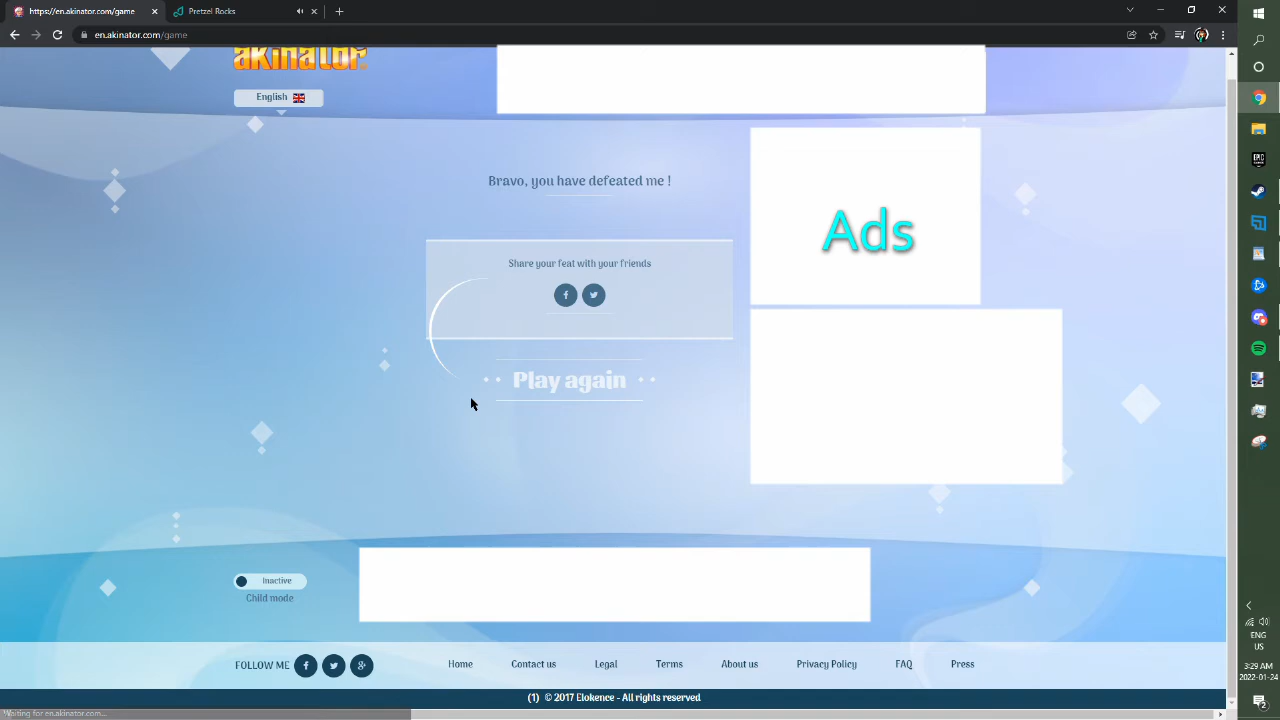 https://en.akinator.com/game
Pretzel Rocks
en.akinator.com/game
akinator
English
Bravo, you have defeated me !
Ads
Share your feat with your friends
Play again
Inactive
Child mode
FOLLOW ME
Home
Contact us
Legal
Terms
About us
Privacy Policy
FAQ
Press
(1) © 2017 Elokence - All rights reserved
Waiting for en.akinator.com...
EPIC
ENG
US
3:29 AM
2022-01-24